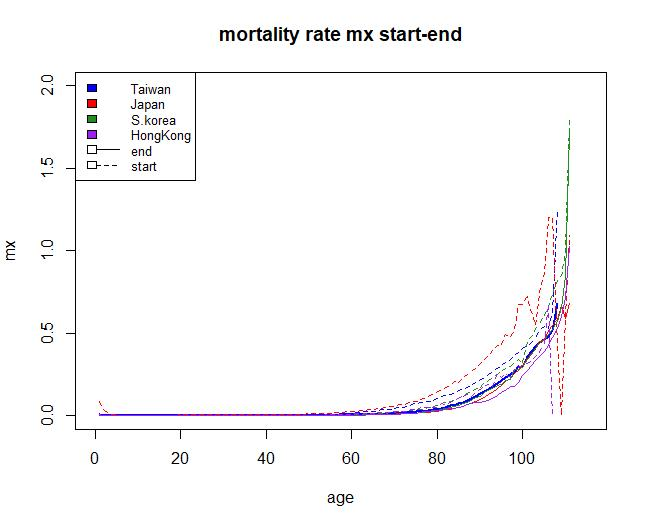 mortality rate mx start-end
Taiwan
Japan
S.korea
HongKong
end
start
2.0
1.5
1.0
0.5
0.0
mx
0 20 40 60 80 100
age